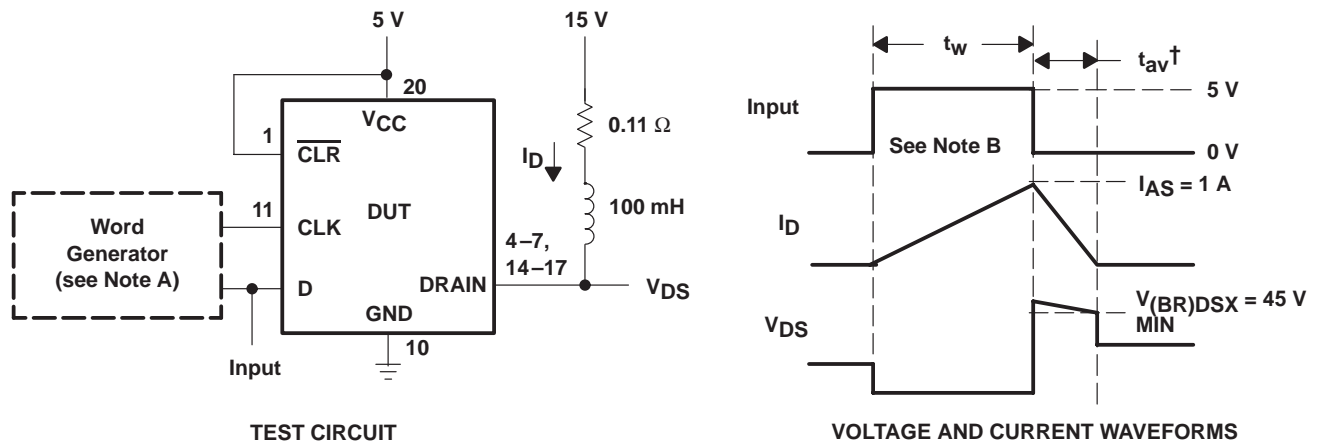 5 V
15 V
20
VCC
1
CLR
0.11 Ω
ID
100 mH
Word
Generator
(see Note A)
11
CLK
DUT
4–7,
14–17
D
DRAIN
VDS
GND
10
Input
TEST CIRCUIT
tw
tav†
Input
5 V
See Note B
0 V
IAS = 1 A
ID
V(BR)DSX = 45 V
MIN
VDS
VOLTAGE AND CURRENT WAVEFORMS